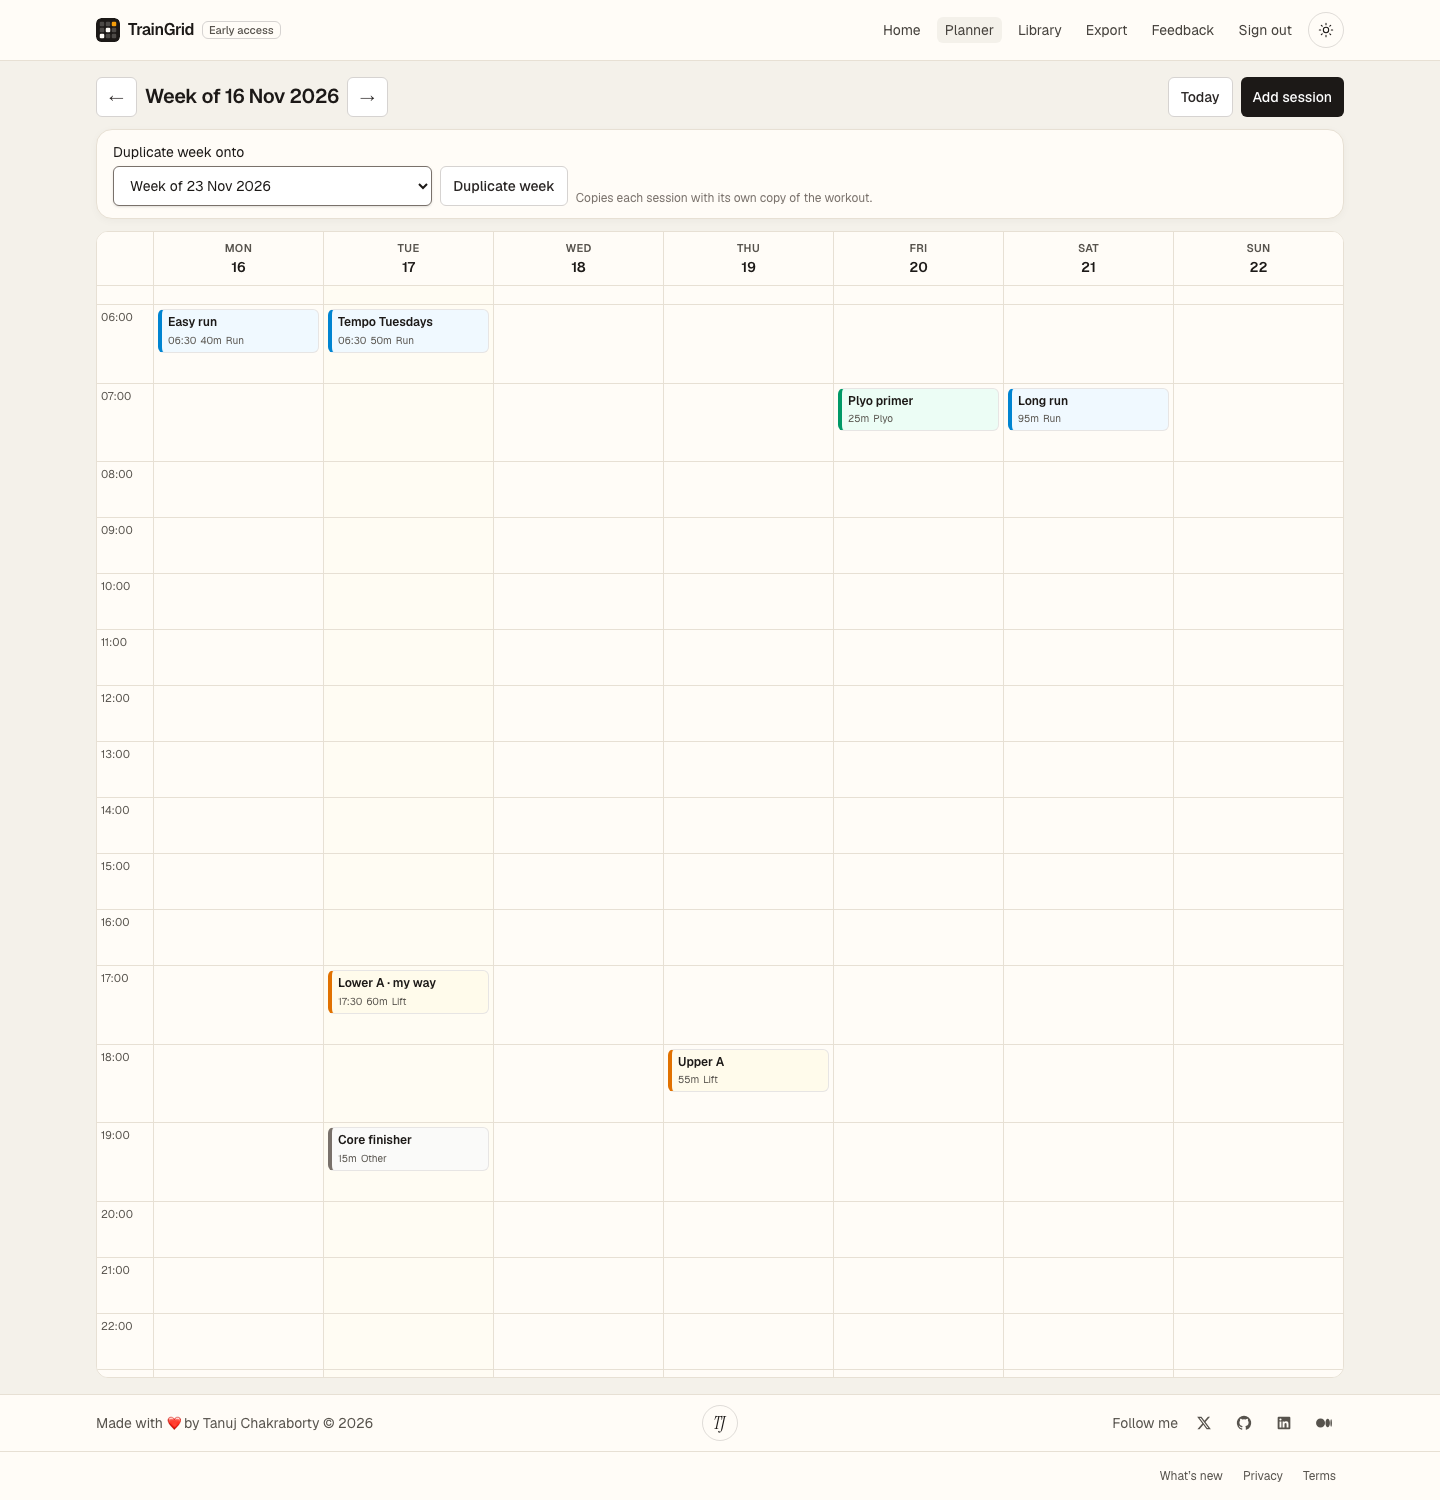 TrainGrid Early access Home Planner Library Export Feedback Sign out
← Week of 16 Nov 2026 → Today Add session
Duplicate week onto
Week of 23 Nov 2026 Duplicate week Copies each session with its own copy of the workout.
MON TUE WED THU FRI SAT SUN
16 17 18 19 20 21 22
06:00 Easy run Tempo Tuesdays
06:30 40m Run 06:30 50m Run
07:00 Plyo primer Long run
25m Plyo 95m Run
08:00
09:00
10:00
11:00
12:00
13:00
14:00
15:00
16:00
17:00 Lower A · my way
17:30 60m Lift
18:00 Upper A
55m Lift
19:00 Core finisher
15m Other
20:00
21:00
22:00
Made with ❤️ by Tanuj Chakraborty © 2026 TJ Follow me
What's new Privacy Terms